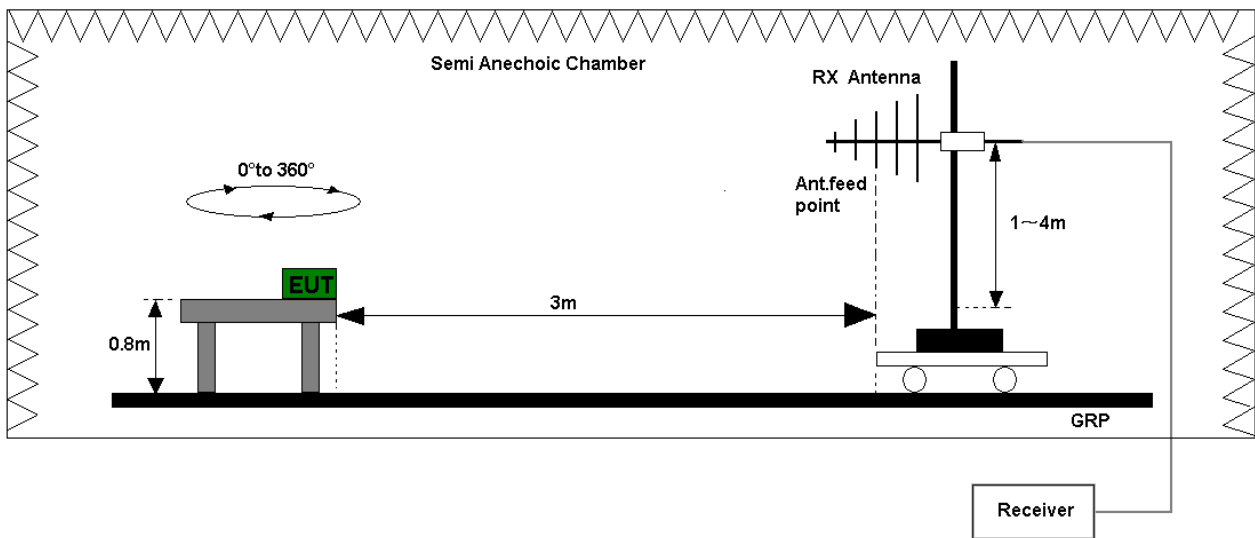 Semi Anechoic Chamber
RX  Antenna
0°to 360°
Ant.feed
point
1～4m
EUT
3m
0.8m
GRP
Receiver